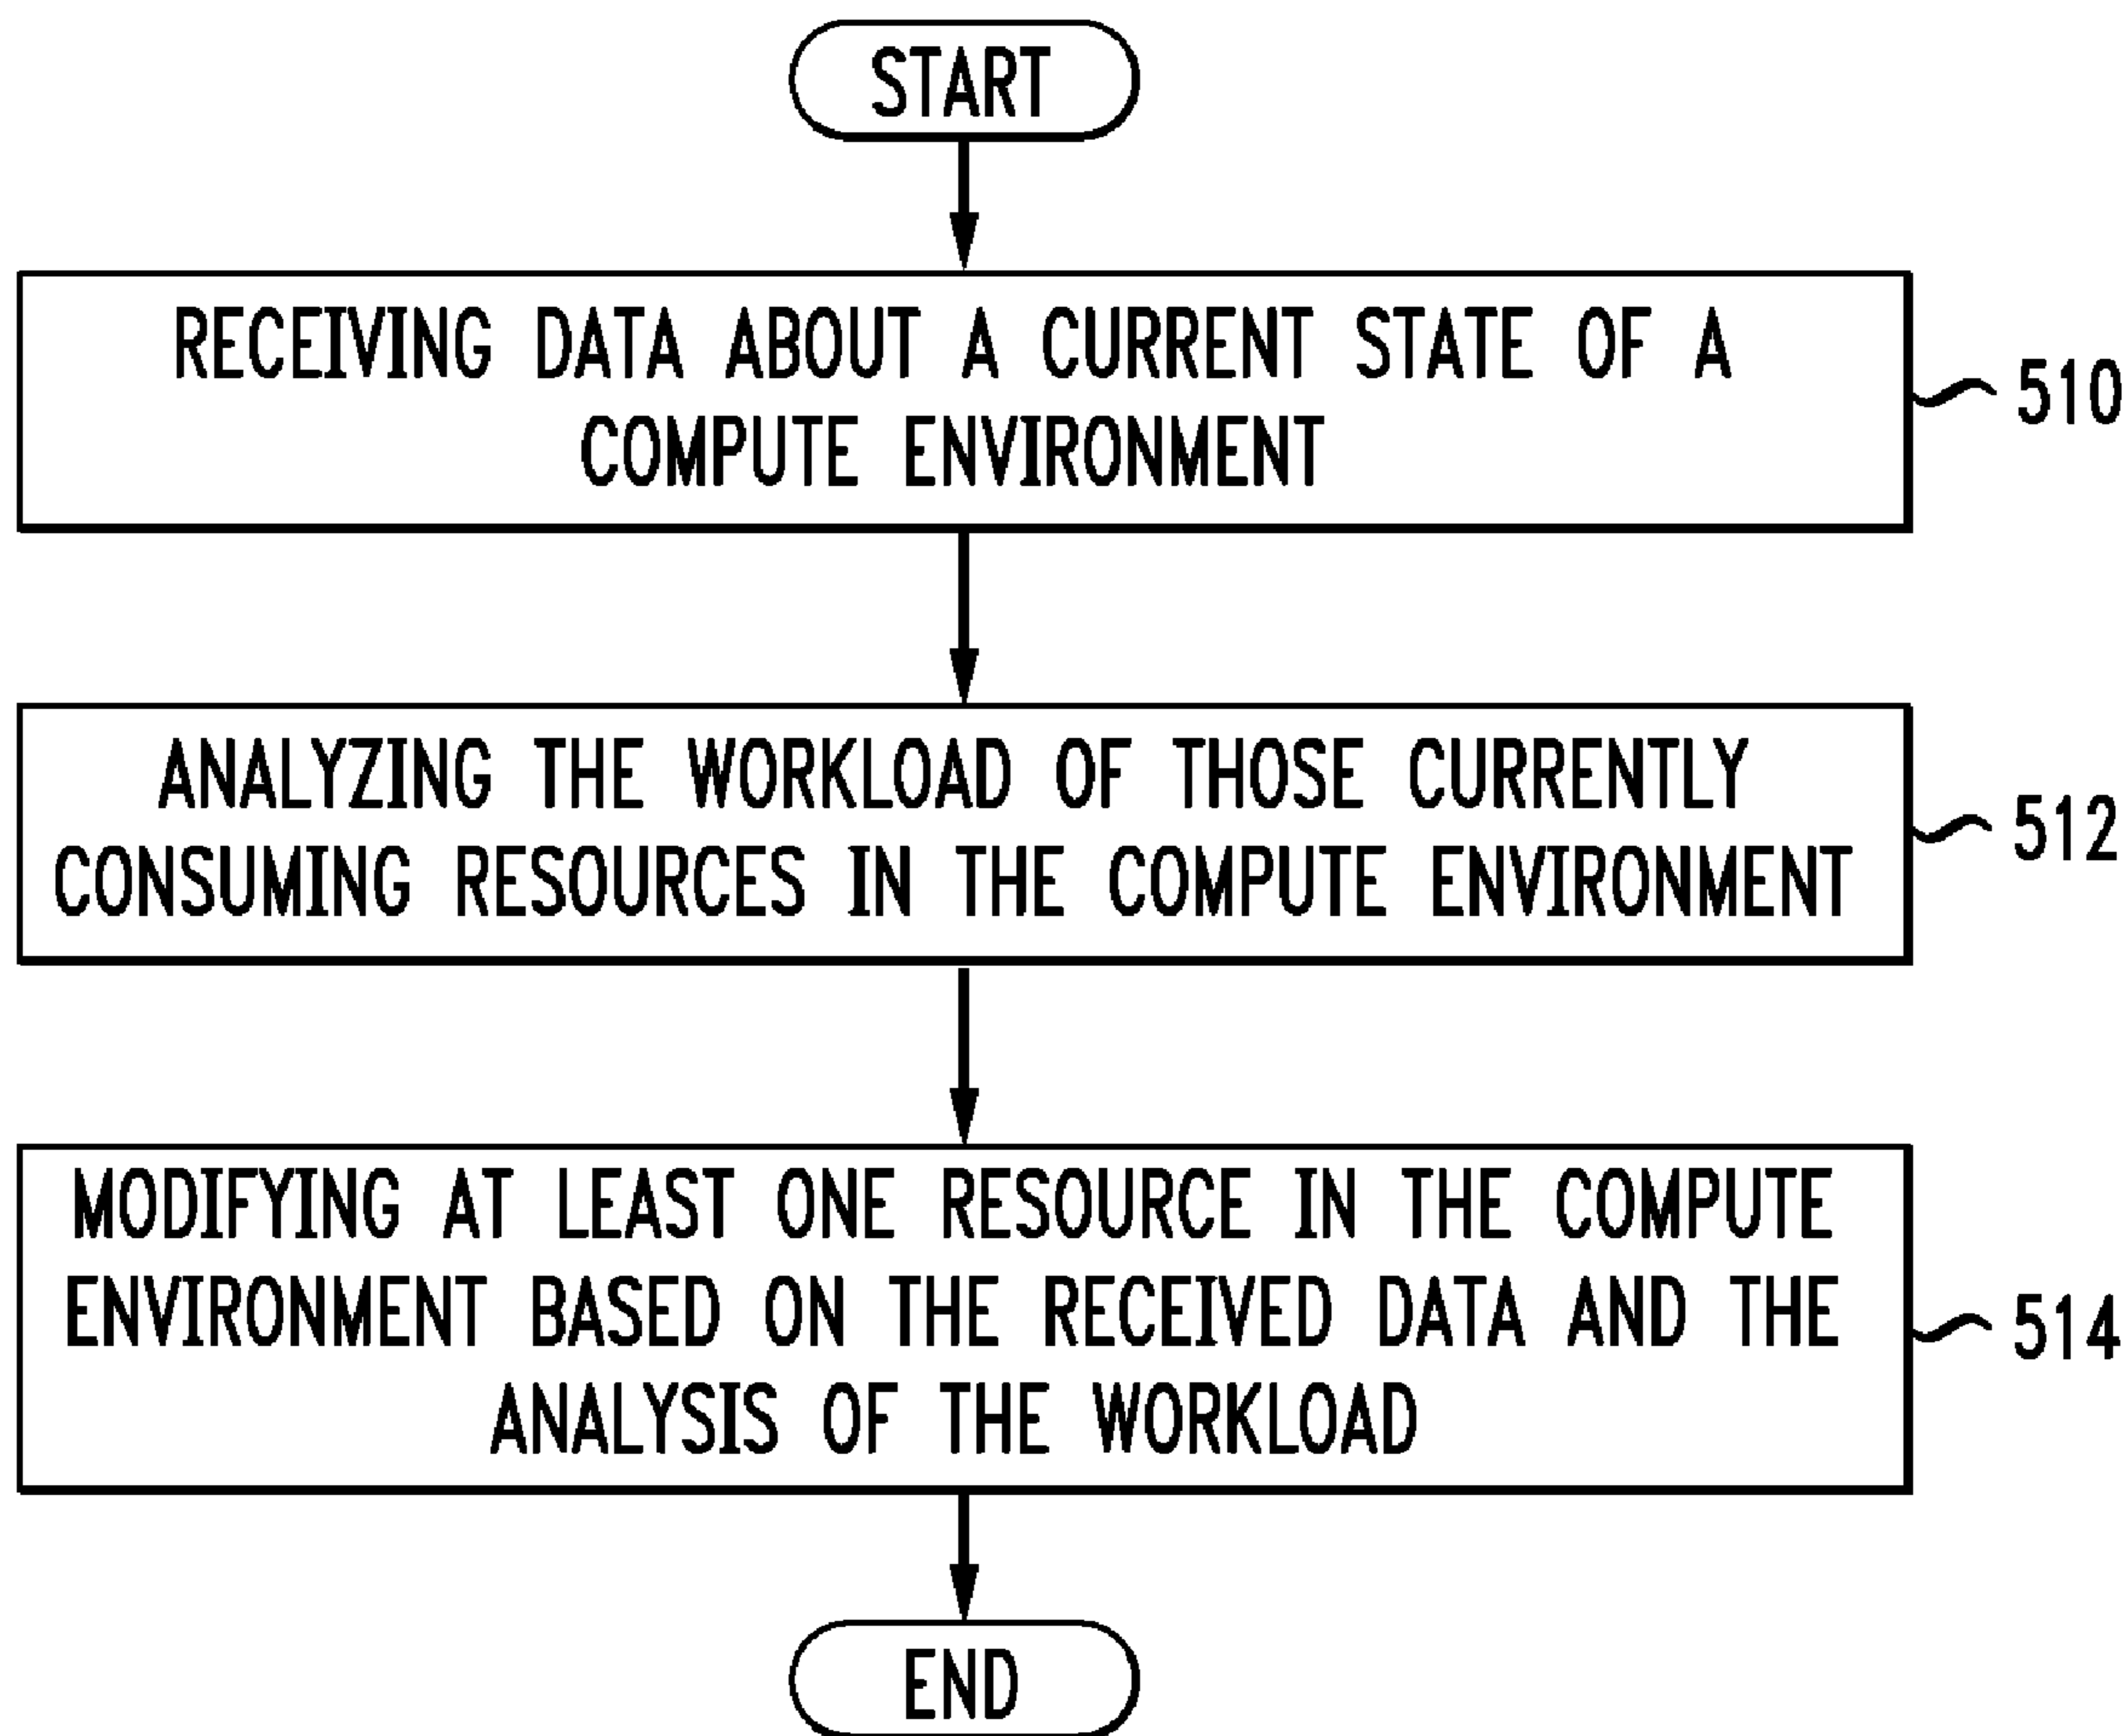 START
RECEIVING DATA ABOUT A CURRENT STATE OF A
COMPUTE ENVIRONMENT
510
ANALYZING THE WORKLOAD OF THOSE CURRENTLY
CONSUMING RESOURCES IN THE COMPUTE ENVIRONMENT
512
MODIFYING AT LEAST ONE RESOURCE IN THE COMPUTE
ENVIRONMENT BASED ON THE RECEIVED DATA AND THE
ANALYSIS OF THE WORKLOAD
514
END